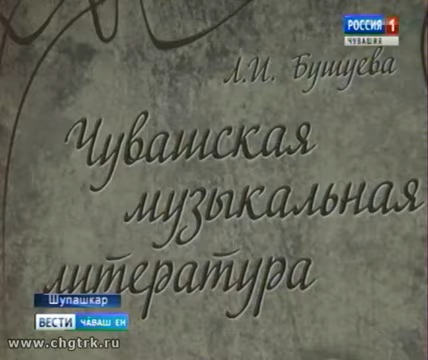 РОССИЯ 1
ЧУВАШИЯ
Л.И. Бушуева
Чувашская
музыкальная
литература
Шупашкар
ВЕСТИ ЧĂВАШ ЕН
www.chgtrk.ru